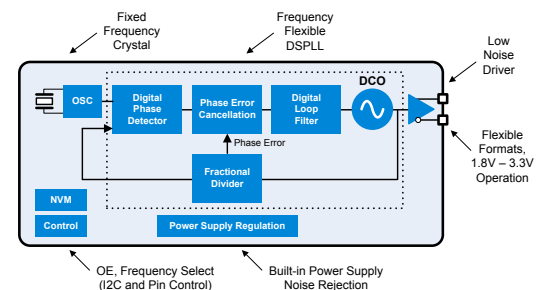 Fixed
Frequency
Crystal
Frequency
Flexible
DSPLL
Low
Noise
Driver
DCO
OSC
Digital
Phase
Detector
Phase Error
Cancellation
Digital
Loop
Filter
Phase Error
Fractional
Divider
Flexible
Formats,
1.8V – 3.3V
Operation
NVM
Control
Power Supply Regulation
OE, Frequency Select
(I2C and Pin Control)
Built-in Power Supply
Noise Rejection